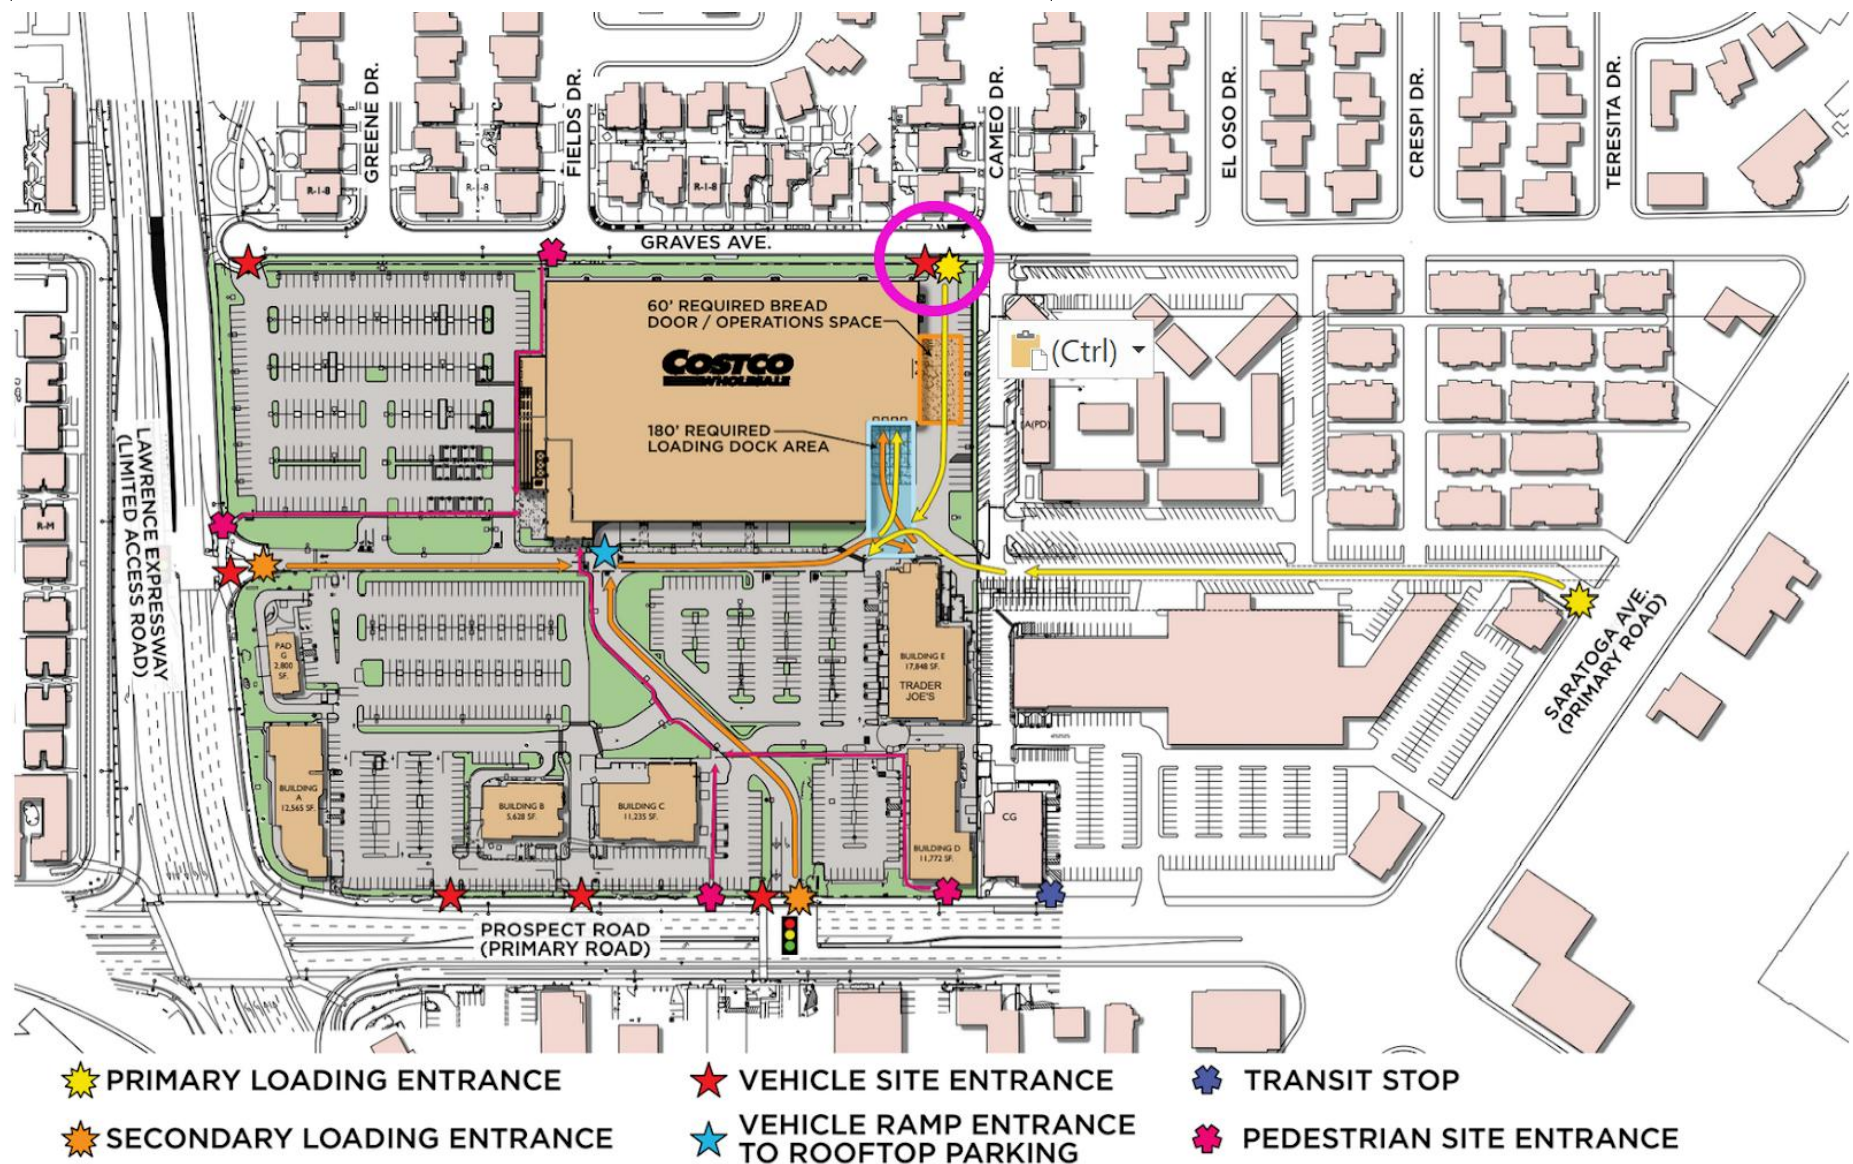 GREENE DR.
FIELDS DR.
CAMEO DR.
EL OSO DR.
CRESPI DR.
TERESITA DR.
R-1-8
R-1-8
R-1-8
GRAVES AVE.
60' REQUIRED BREAD
DOOR / OPERATIONS SPACE
COSTCO
WHOLESALE
(Ctrl)
180' REQUIRED
LOADING DOCK AREA
(A(PD)
R-M
LAWRENCE EXPRESSWAY
(LIMITED ACCESS ROAD)
SARATOGA AVE.
(PRIMARY ROAD)
PAD
G
2,800
SF.
BUILDING E
17,848 SF.
TRADER
JOE'S
BUILDING
A
12,565 SF.
BUILDING B
5,628 SF.
BUILDING C
11,235 SF.
BUILDING D
11,772 SF.
CG
PROSPECT ROAD
(PRIMARY ROAD)
PRIMARY LOADING ENTRANCE
VEHICLE SITE ENTRANCE
TRANSIT STOP
SECONDARY LOADING ENTRANCE
VEHICLE RAMP ENTRANCE
TO ROOFTOP PARKING
PEDESTRIAN SITE ENTRANCE